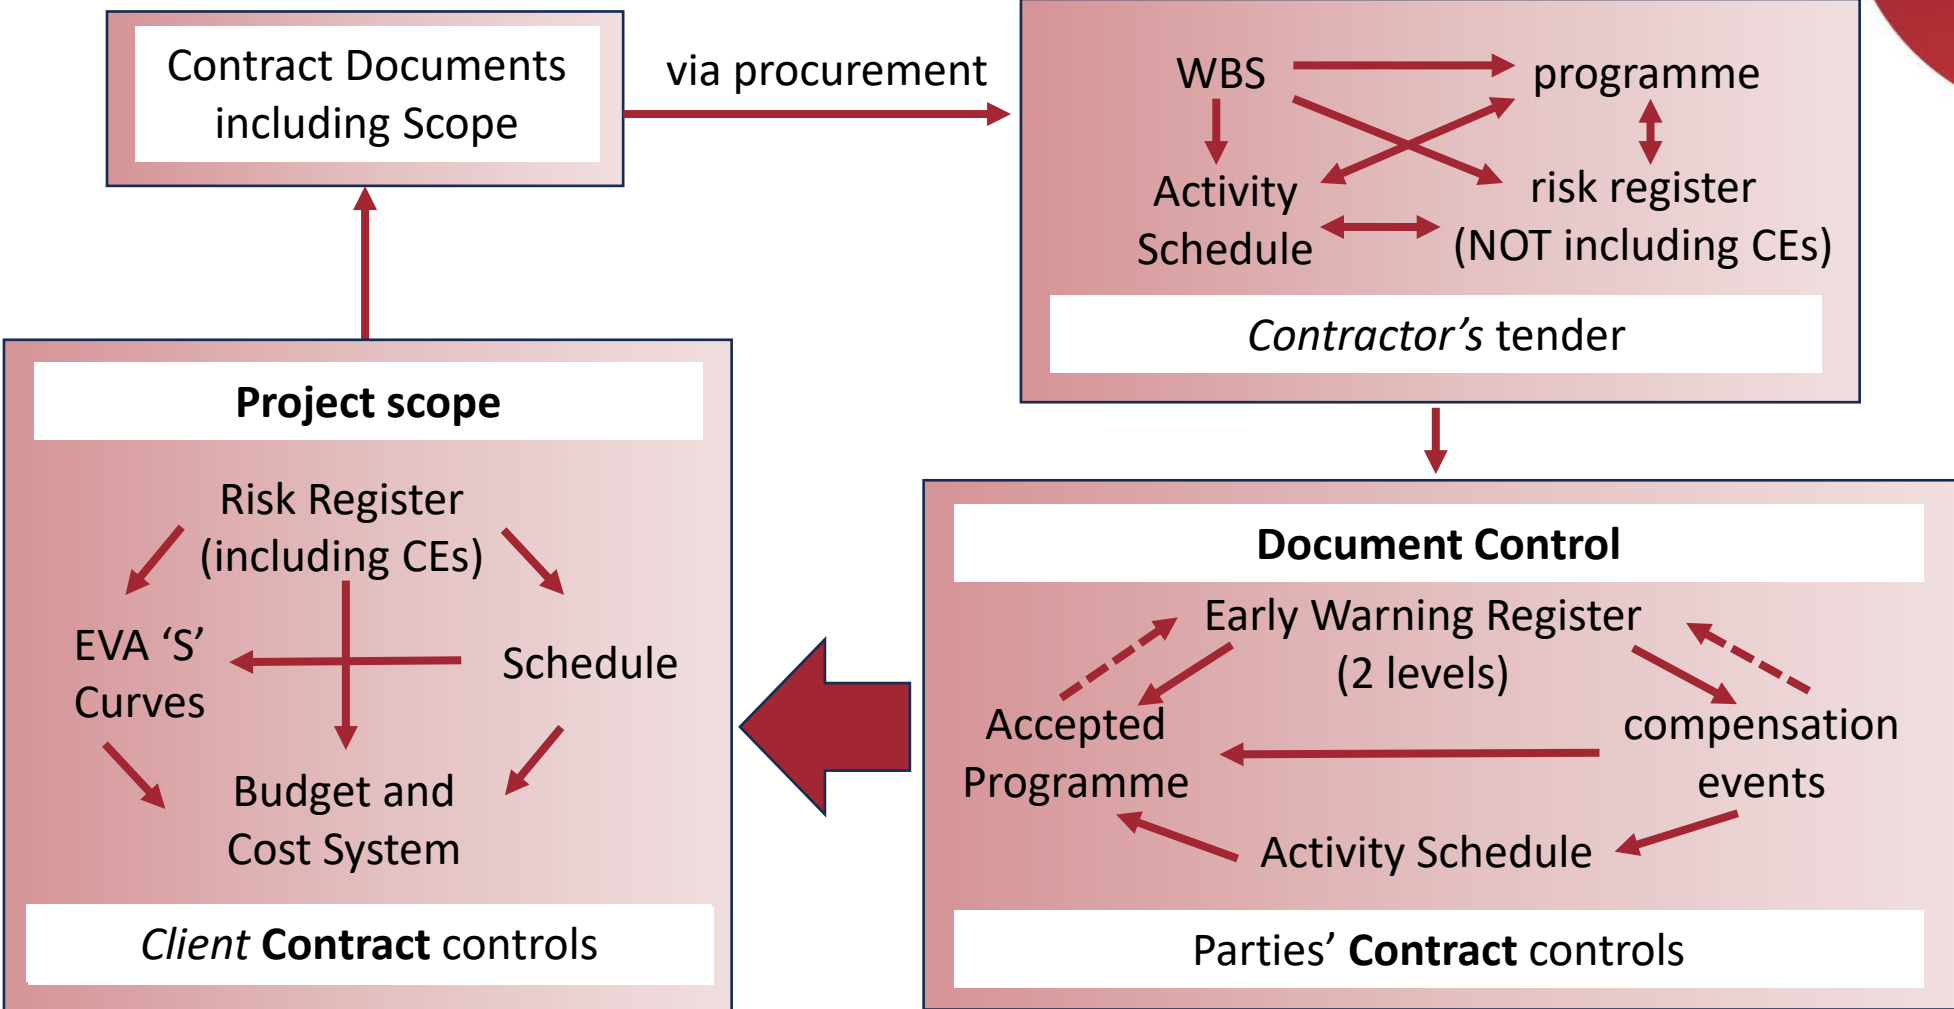 Contract Documents
including Scope
via procurement
WBS
programme
Activity
Schedule
risk register
(NOT including CEs)
Contractor’s tender
Project scope
Risk Register
(including CEs)
EVA ‘S’
Curves
Schedule
Budget and
Cost System
Client Contract controls
Document Control
Early Warning Register
(2 levels)
Accepted
Programme
compensation
events
Activity Schedule
Parties’ Contract controls